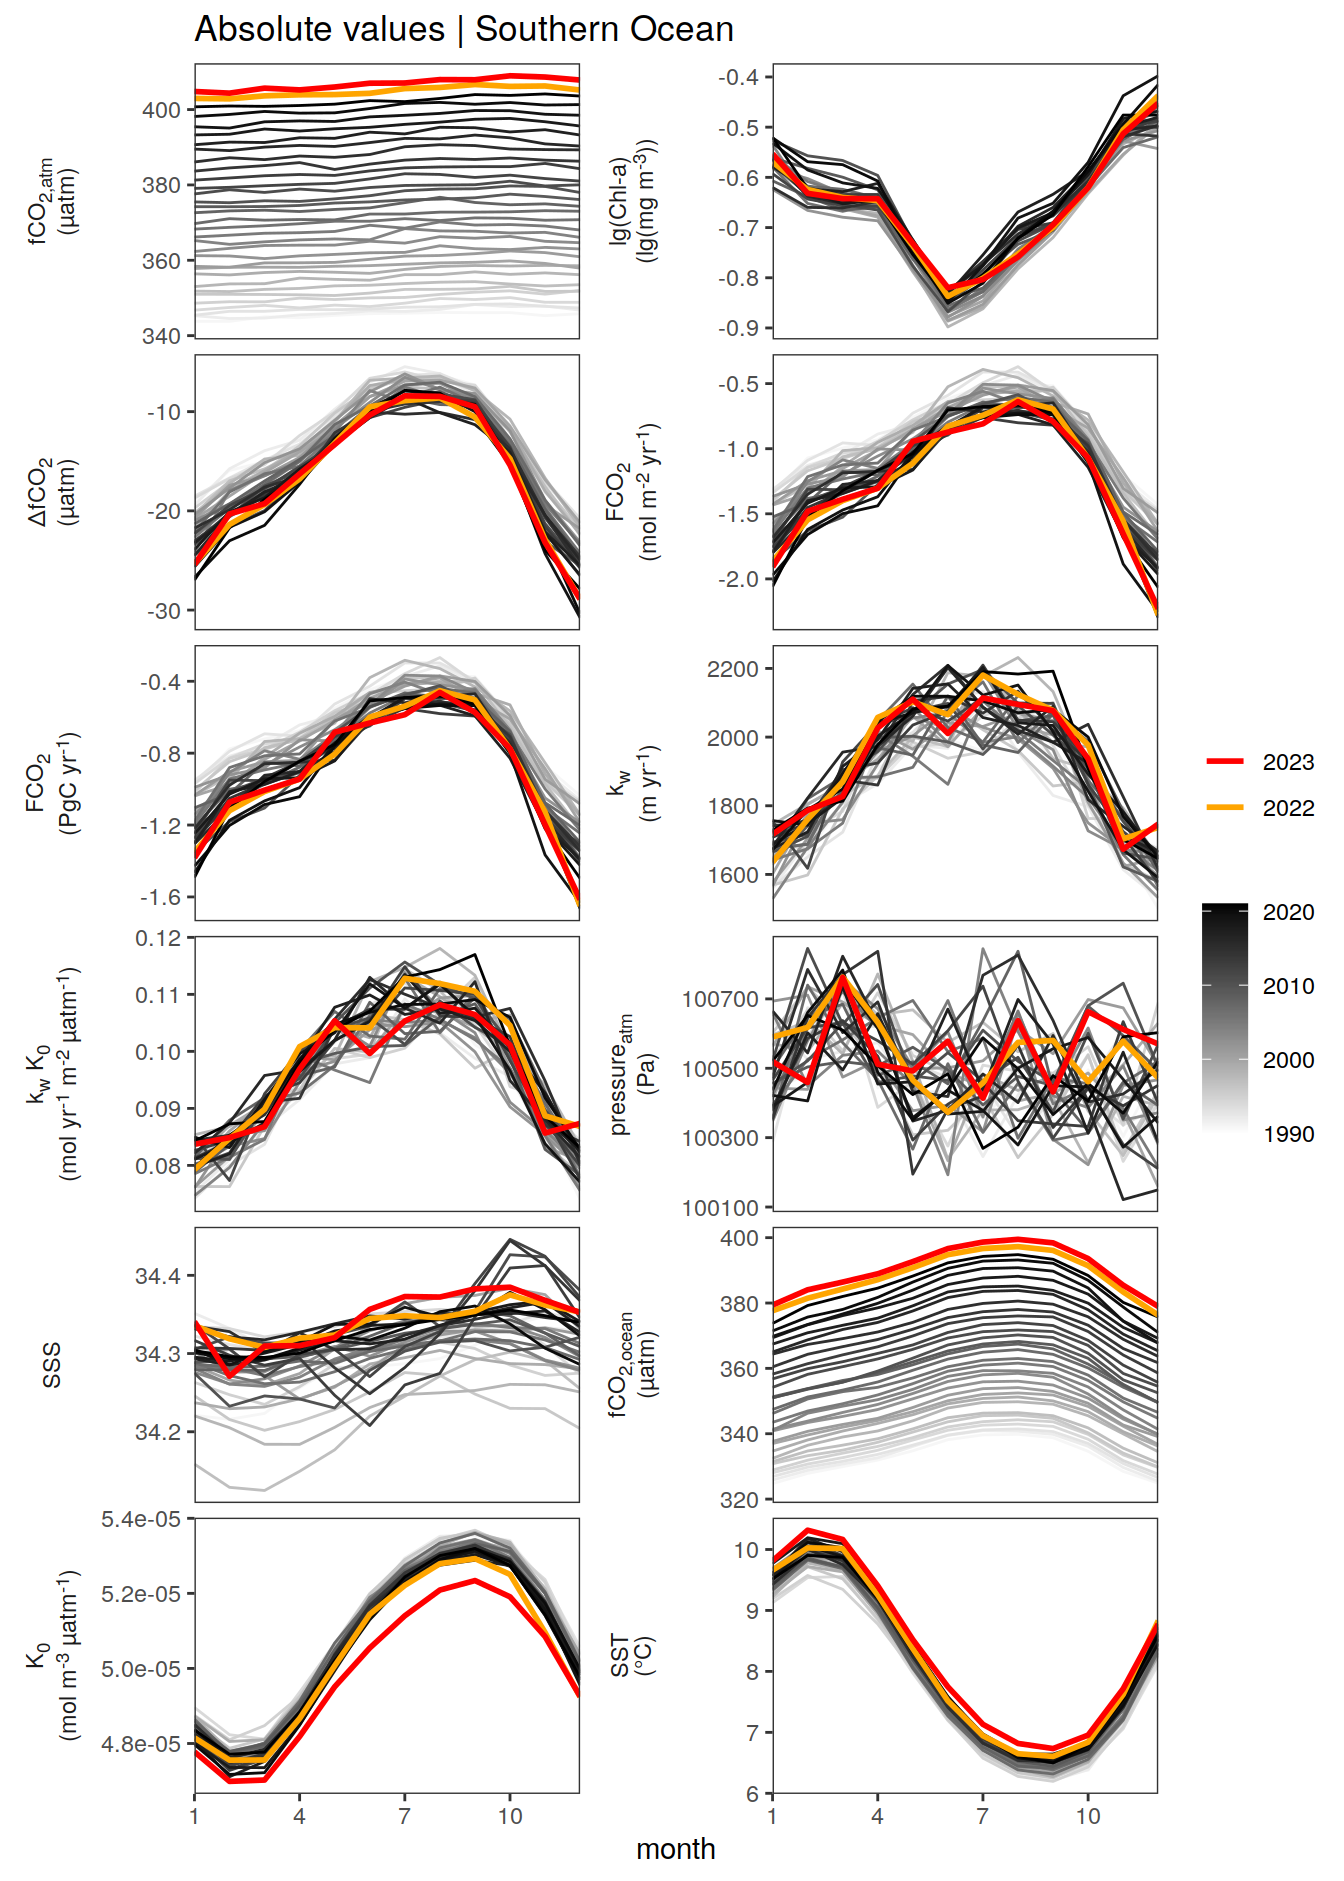 Absolute values | Southern Ocean
fCO2,atm
(µatm)
400
380
360
340
lg(Chl-a)
(lg(mg m-3))
-0.4
-0.5
-0.6
-0.7
-0.8
-0.9
ΔfCO2
(µatm)
-10
-20
-30
FCO2
(mol m-2 yr-1)
-0.5
-1.0
-1.5
-2.0
FCO2
(PgC yr-1)
-0.4
-0.8
-1.2
-1.6
kw
(m yr-1)
2200
2000
1800
1600
2023
2022
2020
2010
2000
1990
kw K0
(mol yr-1 m-2 µatm-1)
0.12
0.11
0.10
0.09
0.08
pressureatm
(Pa)
100700
100500
100300
100100
SSS
34.4
34.3
34.2
fCO2,ocean
(µatm)
400
380
360
340
320
K0
(mol m-3 µatm-1)
5.4e-05
5.2e-05
5.0e-05
4.8e-05
SST
(°C)
10
9
8
7
6
1 4 7 10
1 4 7 10
month